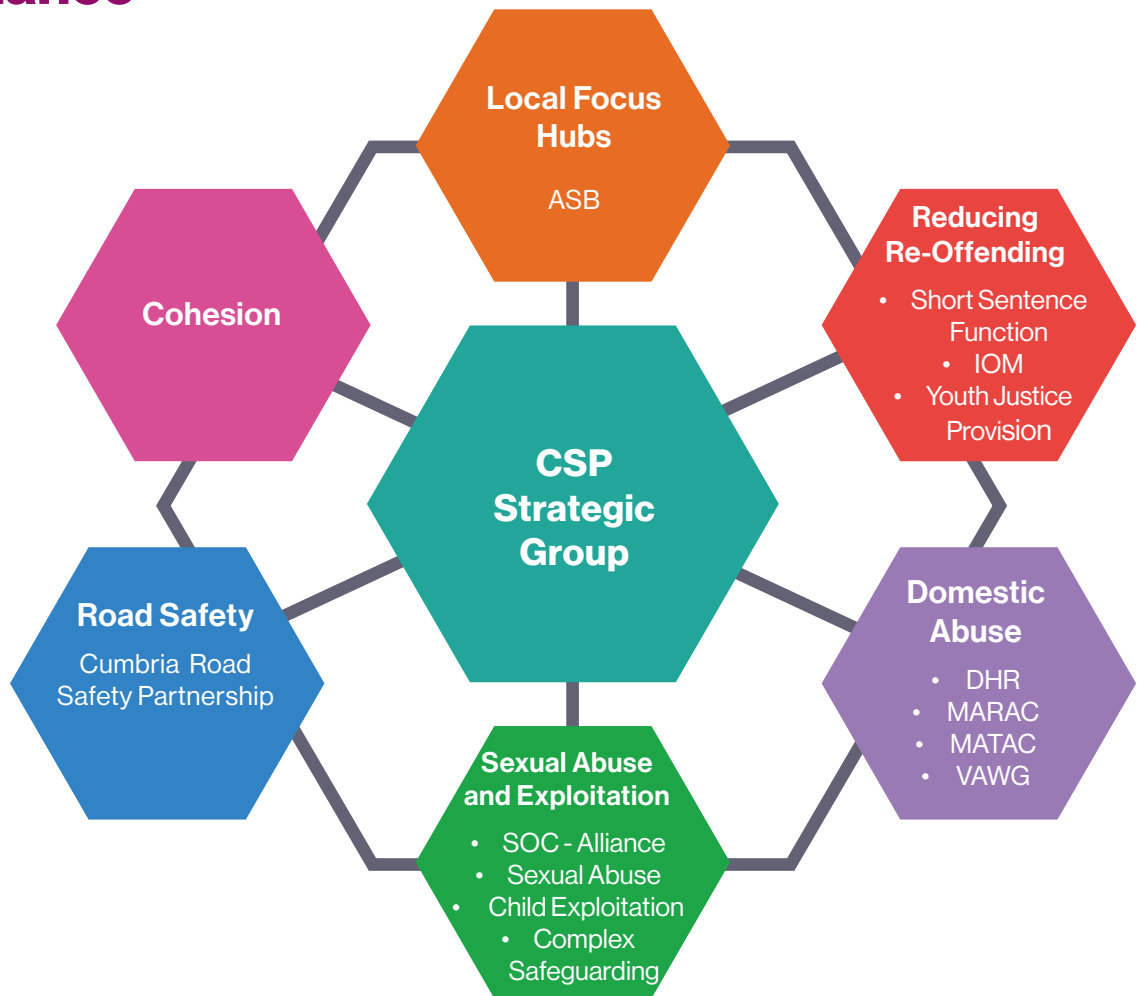 Local Focus
Hubs
ASB
Reducing
Re-Offending
• Short Sentence
Function
• IOM
• Youth Justice
Provision
Cohesion
CSP
Strategic
Group
Road Safety
Cumbria Road
Safety Partnership
Domestic
Abuse
• DHR
• MARAC
• MATAC
• VAWG
Sexual Abuse
and Exploitation
• SOC - Alliance
• Sexual Abuse
• Child Exploitation
• Complex
Safeguarding